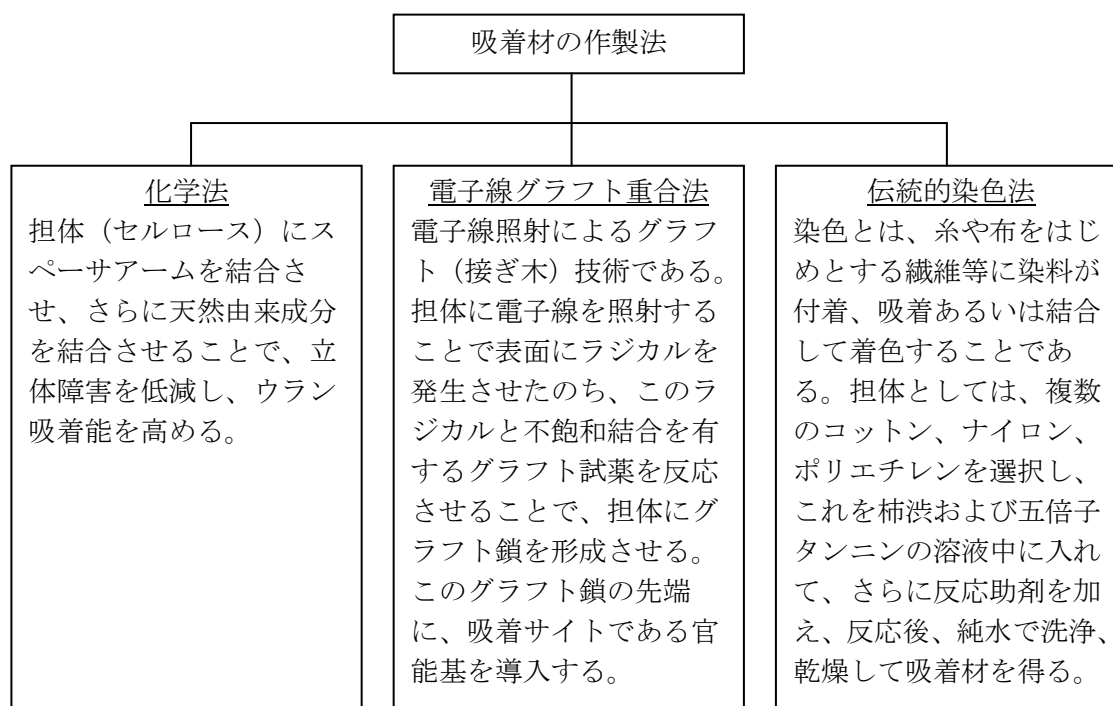 吸着材の作製法
化学法
担体（セルロース）にス
ペーサアームを結合さ
せ、さらに天然由来成分
を結合させることで、立
体障害を低減し、ウラン
吸着能を高める。
電子線グラフト重合法
電子線照射によるグラフ
ト（接ぎ木）技術である。
担体に電子線を照射する
ことで表面にラジカルを
発生させたのち、このラ
ジカルと不飽和結合を有
するグラフト試薬を反応
させることで、担体にグ
ラフト鎖を形成させる。
このグラフト鎖の先端
に、吸着サイトである官
能基を導入する。
伝統的染色法
染色とは、糸や布をはじ
めとする繊維等に染料が
付着、吸着あるいは結合
して着色することであ
る。担体としては、複数
のコットン、ナイロン、
ポリエチレンを選択し、
これを柿渋および五倍子
タンニンの溶液中に入れ
て、さらに反応助剤を加
え、反応後、純水で洗浄、
乾燥して吸着材を得る。